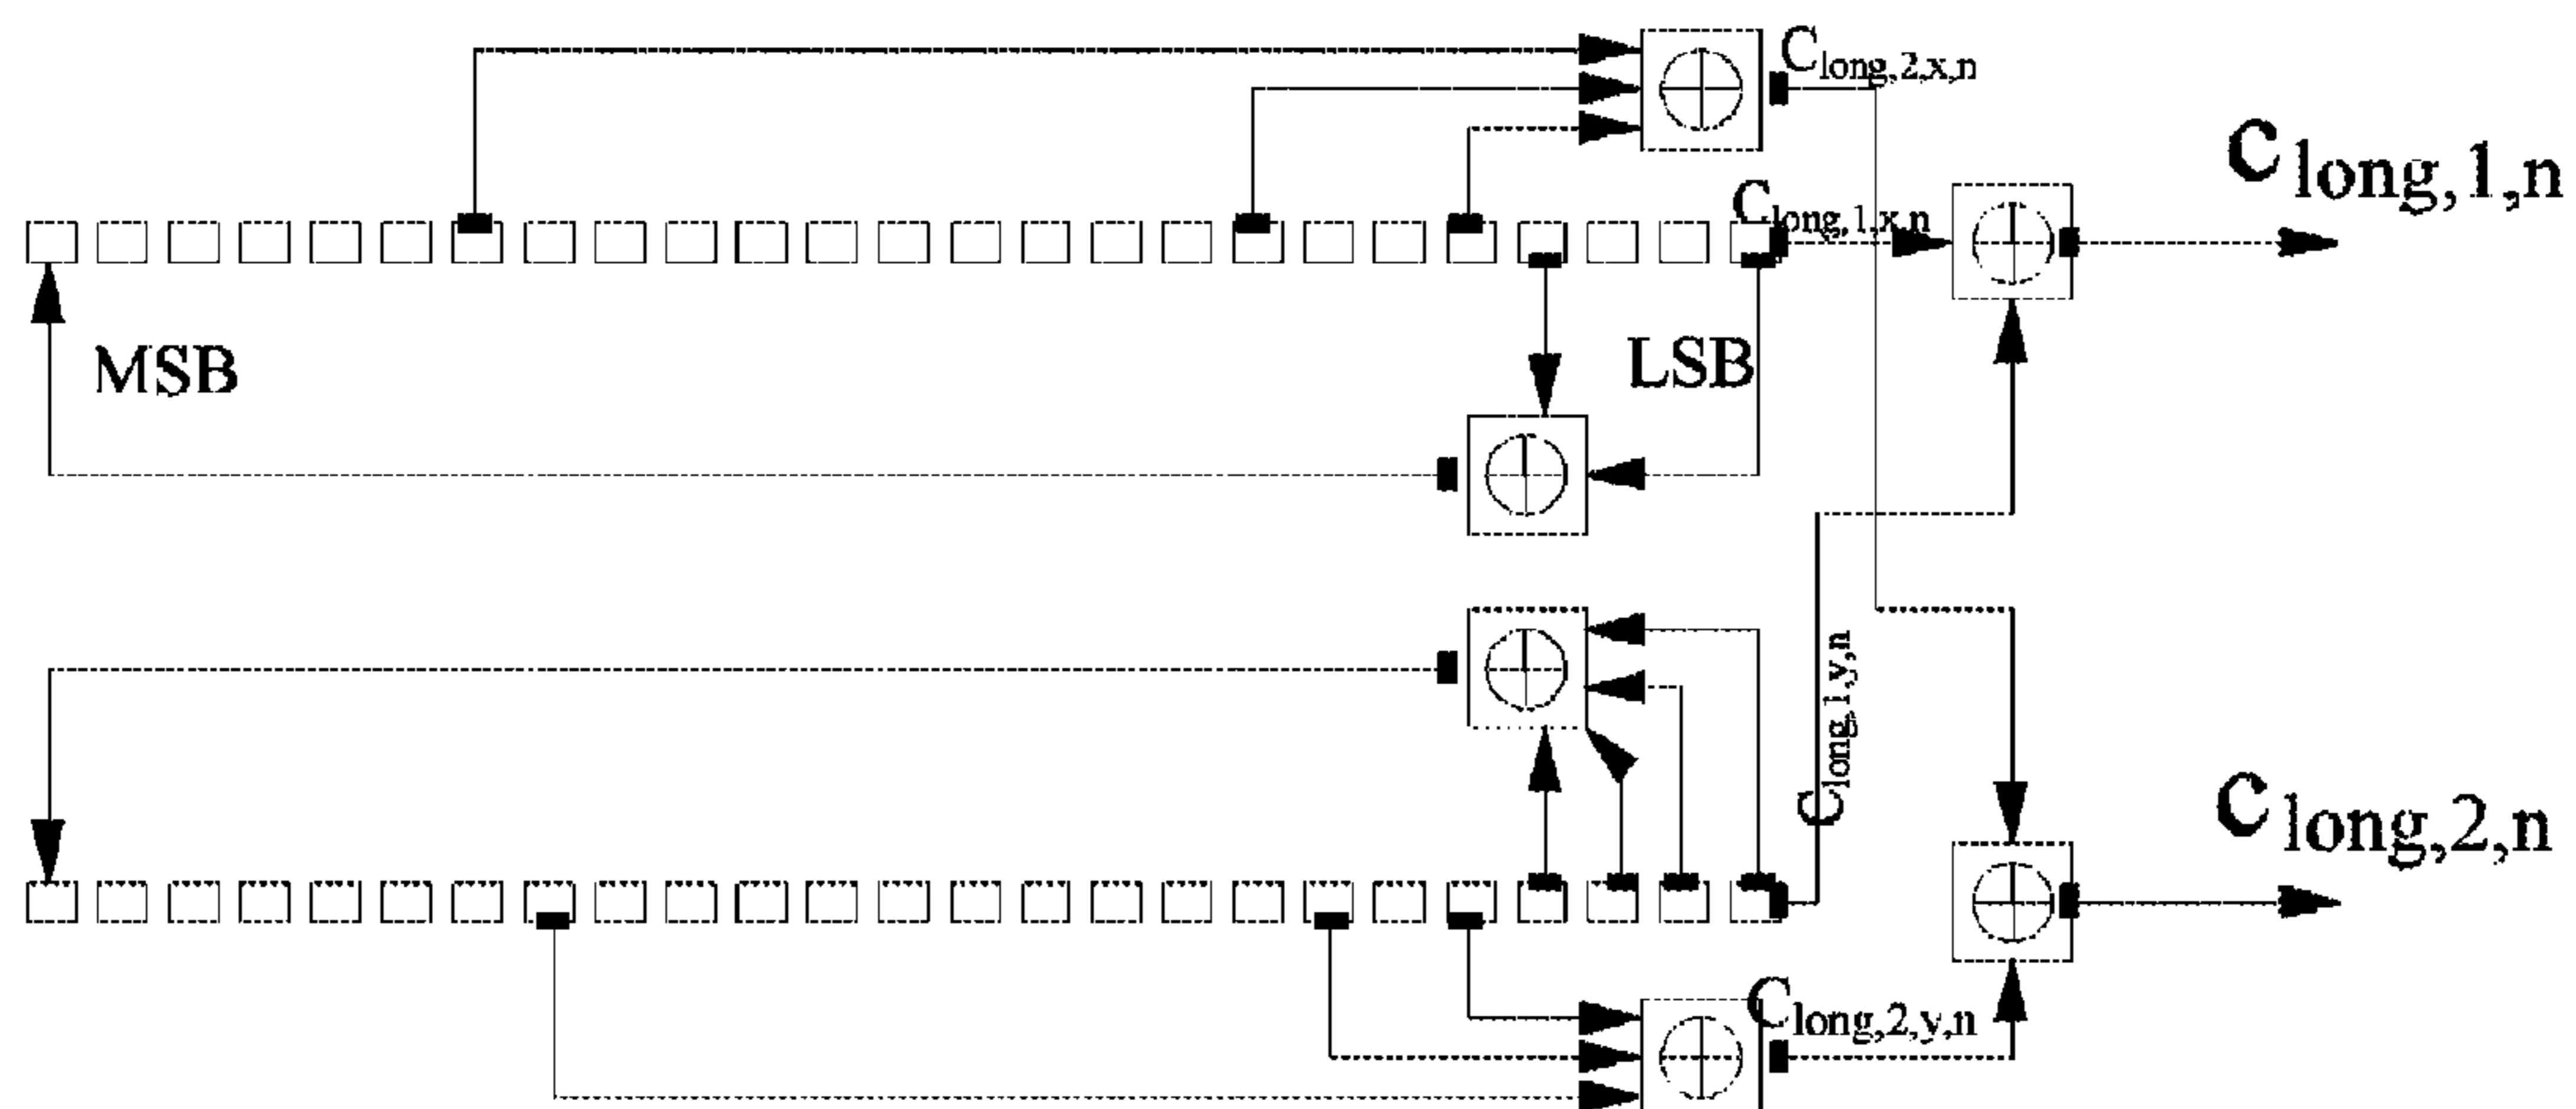 C long,2,x,n
C long,1,n
C long,1,x,n
MSB
LSB
C long,1,y,n
C long,2,n
C long,2,y,n